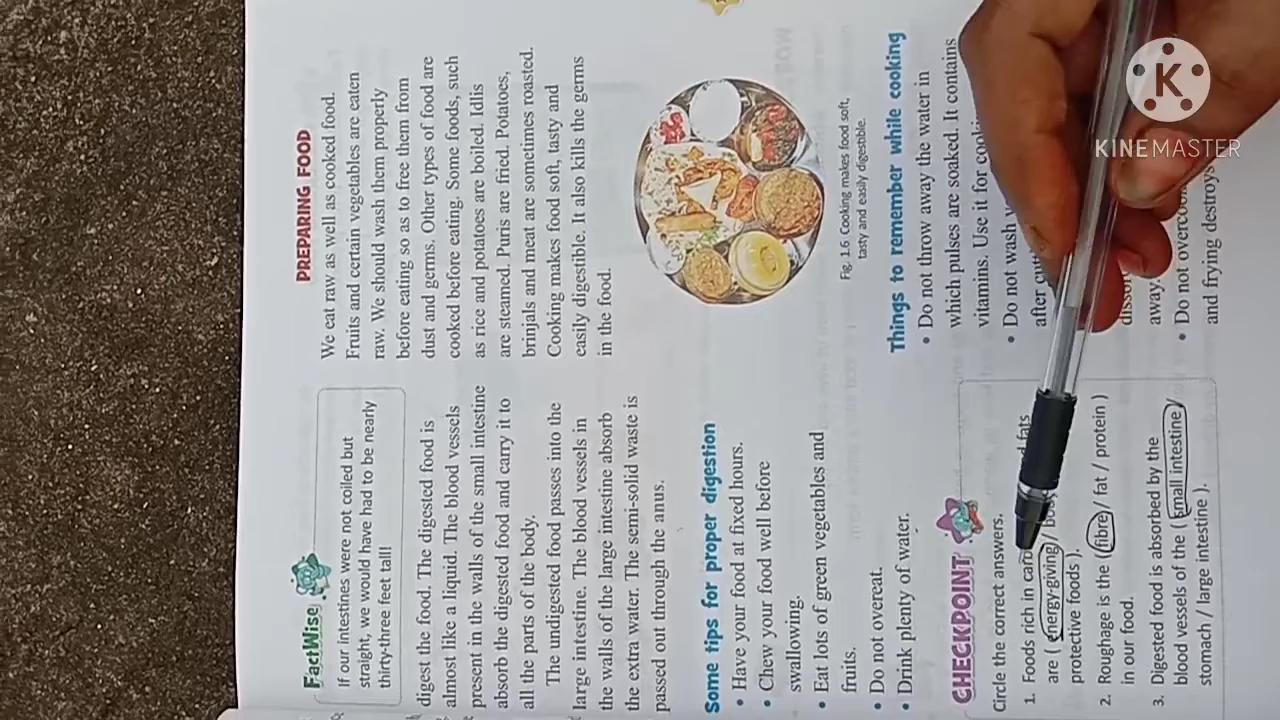 FactWise
If our intestines were not coiled but
straight, we would have had to be nearly
thirty-three feet tall!
digest the food. The digested food is
almost like a liquid. The blood vessels
present in the walls of the small intestine
absorb the digested food and carry it to
all the parts of the body.
The undigested food passes into the
large intestine. The blood vessels in
the walls of the large intestine absorb
the extra water. The semi-solid waste is
passed out through the anus.
Some tips for proper digestion
• Have your food at fixed hours.
• Chew your food well before
swallowing.
• Eat lots of green vegetables and
fruits.
• Do not overeat.
• Drink plenty of water.
CHECKPOINT
Circle the correct answers.
1. Foods rich in fats
are ( energy-giving /
protective foods ).
2. Roughage is the ( fibre / fat / protein )
in our food.
3. Digested food is absorbed by the
blood vessels of the ( small intestine /
stomach / large intestine ).
PREPARING FOOD
We eat raw as well as cooked food.
Fruits and certain vegetables are eaten
raw. We should wash them properly
before eating so as to free them from
dust and germs. Other types of food are
cooked before eating. Some foods, such
as rice and potatoes are boiled. Idlis
are steamed. Puris are fried. Potatoes,
brinjals and meat are sometimes roasted.
Cooking makes food soft, tasty and
easily digestible. It also kills the germs
in the food.
Fig. 1.6 Cooking makes food soft,
tasty and easily digestible.
Things to remember while cooking
• Do not throw away the water in
which pulses are soaked. It contains
vitamins. Use it for
• Do not wash
after
away.
• Do not
and frying destroys
KINEMASTER